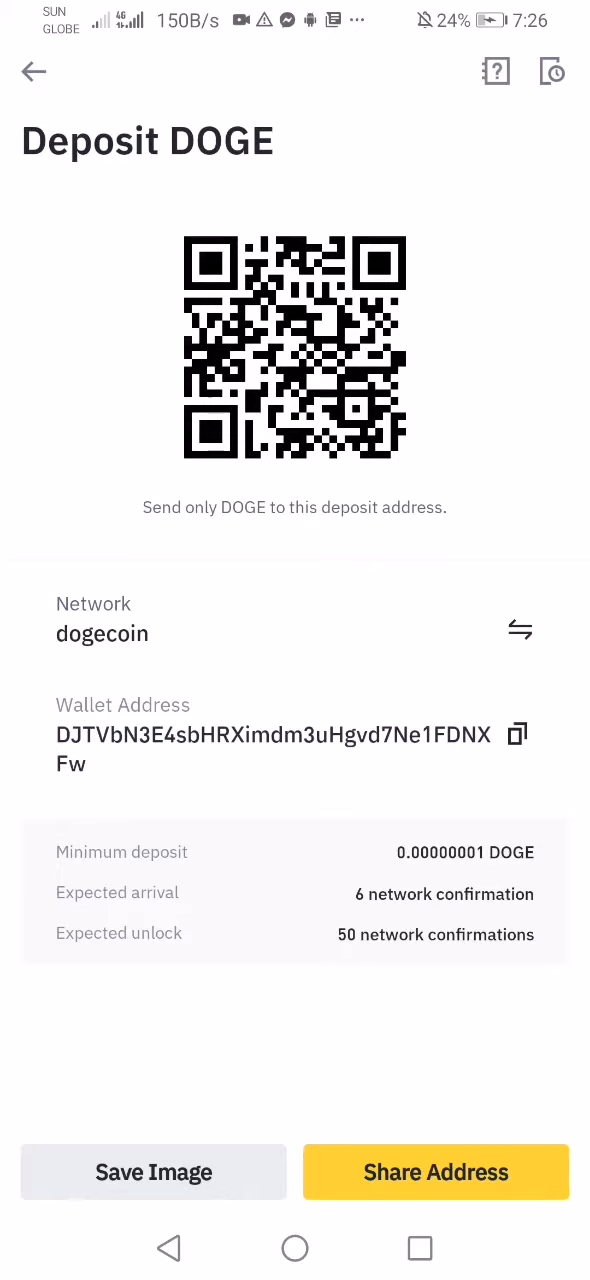 SUN
GLOBE
4G
150B/s
24%
7:26
Deposit DOGE
Send only DOGE to this deposit address.
Network
dogecoin
Wallet Address
DJTVbN3E4sbHRXimdm3uHgvd7Ne1FDNX
Fw
Minimum deposit 0.00000001 DOGE
Expected arrival 6 network confirmation
Expected unlock 50 network confirmations
Save Image Share Address